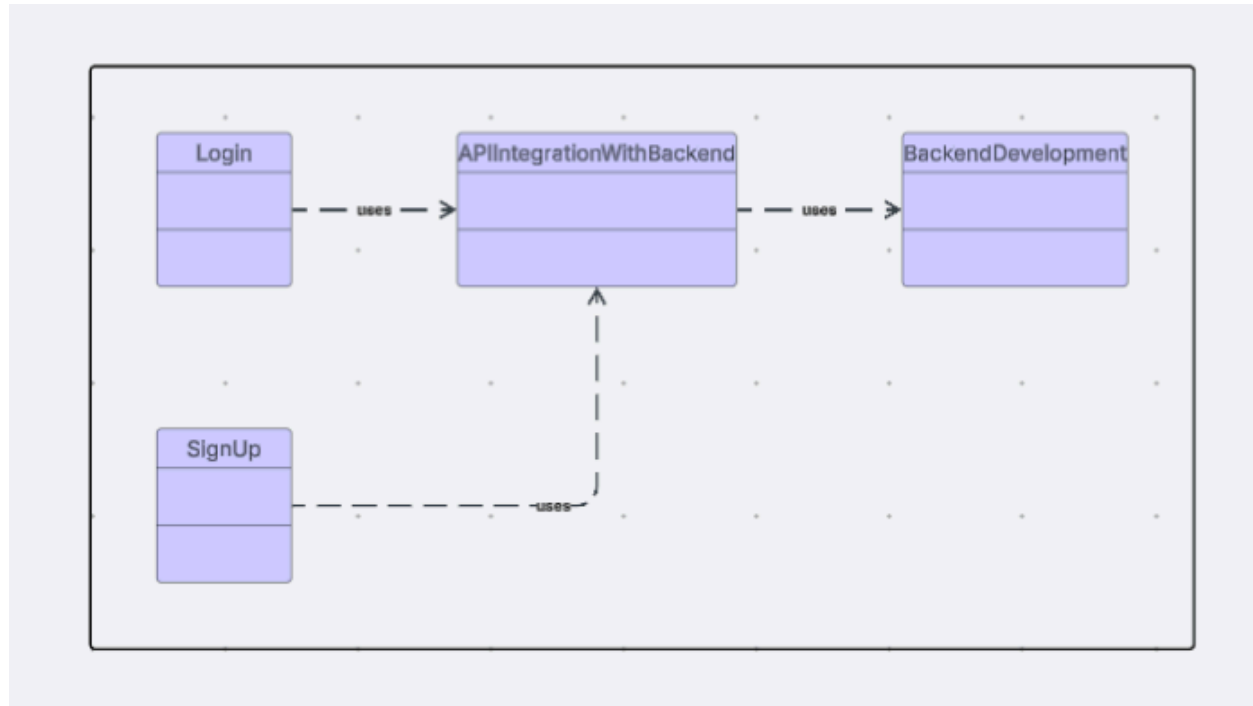 Login
APIIntegrationWithBackend
BackendDevelopment
uses
uses
SignUp
uses